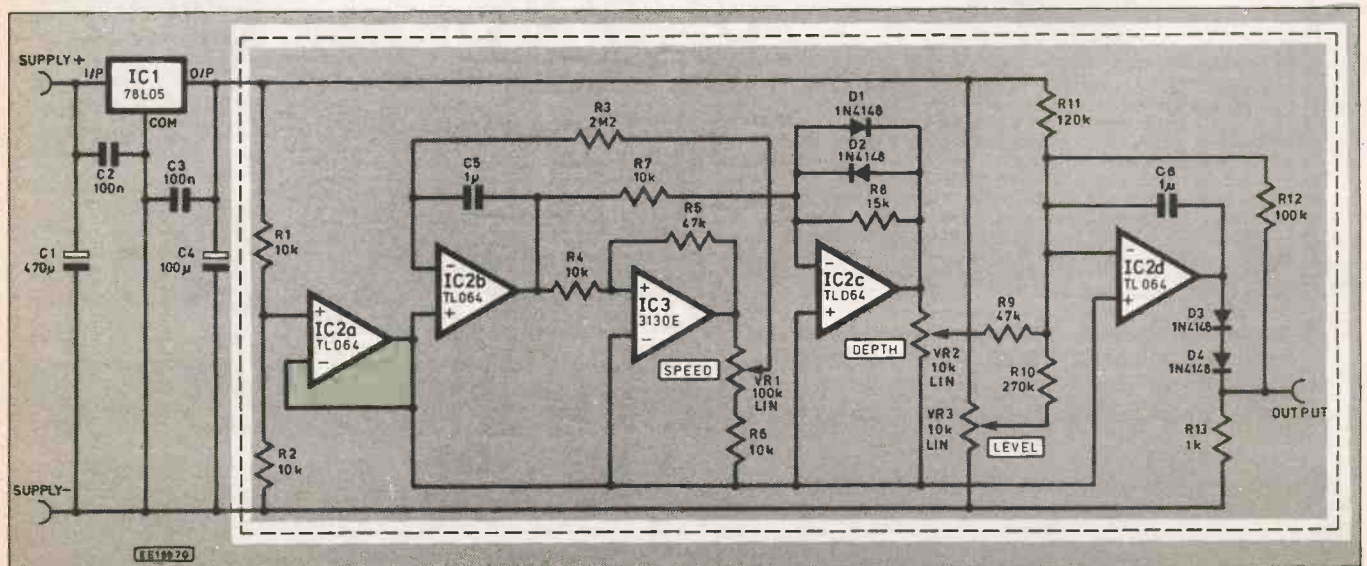 SUPPLY+
I/P
IC1
78L05
O/P
COM
C2
100n
C3
100n
C1
470µ
C4
100µ
SUPPLY-
R1
10k
R2
10k
IC2a
TL064
R3
2M2
C5
1µ
R7
10k
R5
47k
R4
10k
IC2b
TL064
IC3
3130E
SPEED
VR1
100k
LIN
R6
10k
D1
1N4148
D2
1N4148
R8
15k
IC2c
TL064
DEPTH
VR2
10k
LIN
R9
47k
R10
270k
VR3
10k
LIN
LEVEL
R11
120k
C6
1µ
R12
100k
IC2d
TL064
D3
1N4148
D4
1N4148
OUTPUT
R13
1k
EE1997G